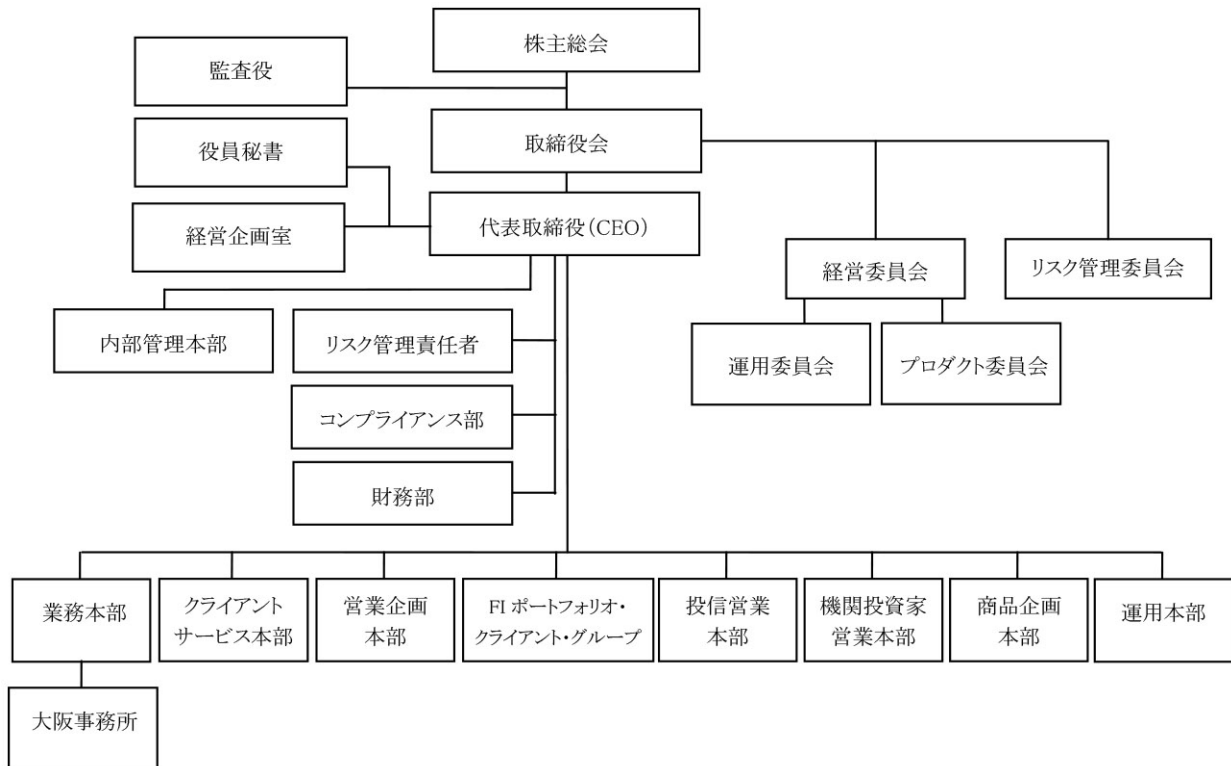 株主総会
監査役
取締役会
役員秘書
代表取締役(CEO)
経営企画室
経営委員会
リスク管理委員会
内部管理本部
リスク管理責任者
運用委員会
プロダクト委員会
コンプライアンス部
財務部
業務本部
クライアント
サービス本部
営業企画
本部
FI ポートフォリオ・
クライアント・グループ
投信営業
本部
機関投資家
営業本部
商品企画
本部
運用本部
大阪事務所